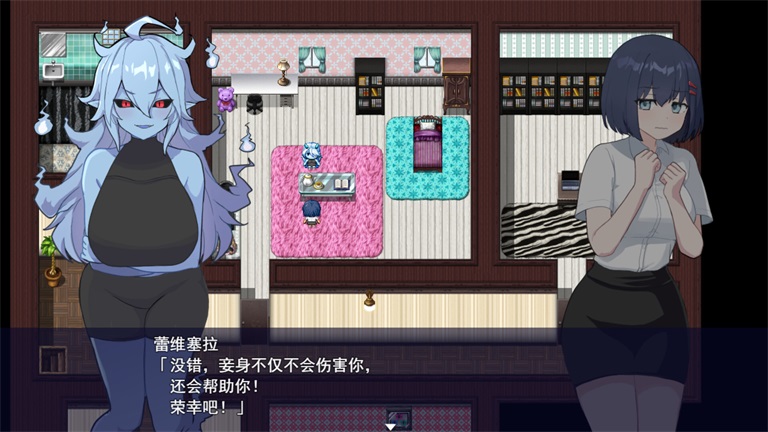 蕾维塞拉
「没错，妾身不仅不会伤害你，
还会帮助你！
荣幸吧！」